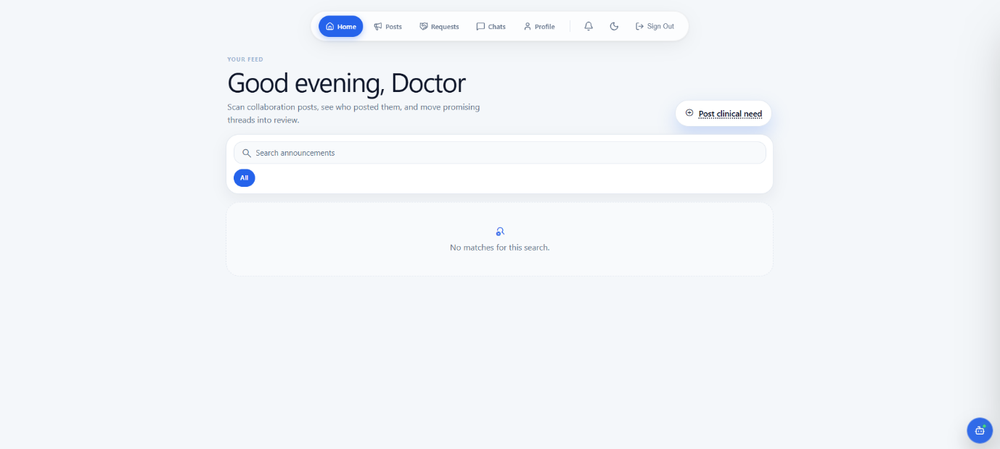 Home Posts Requests Chats Profile Sign Out
YOUR FEED
Good evening, Doctor
Scan collaboration posts, see who posted them, and move promising
threads into review.
Post clinical need
Search announcements
All
No matches for this search.